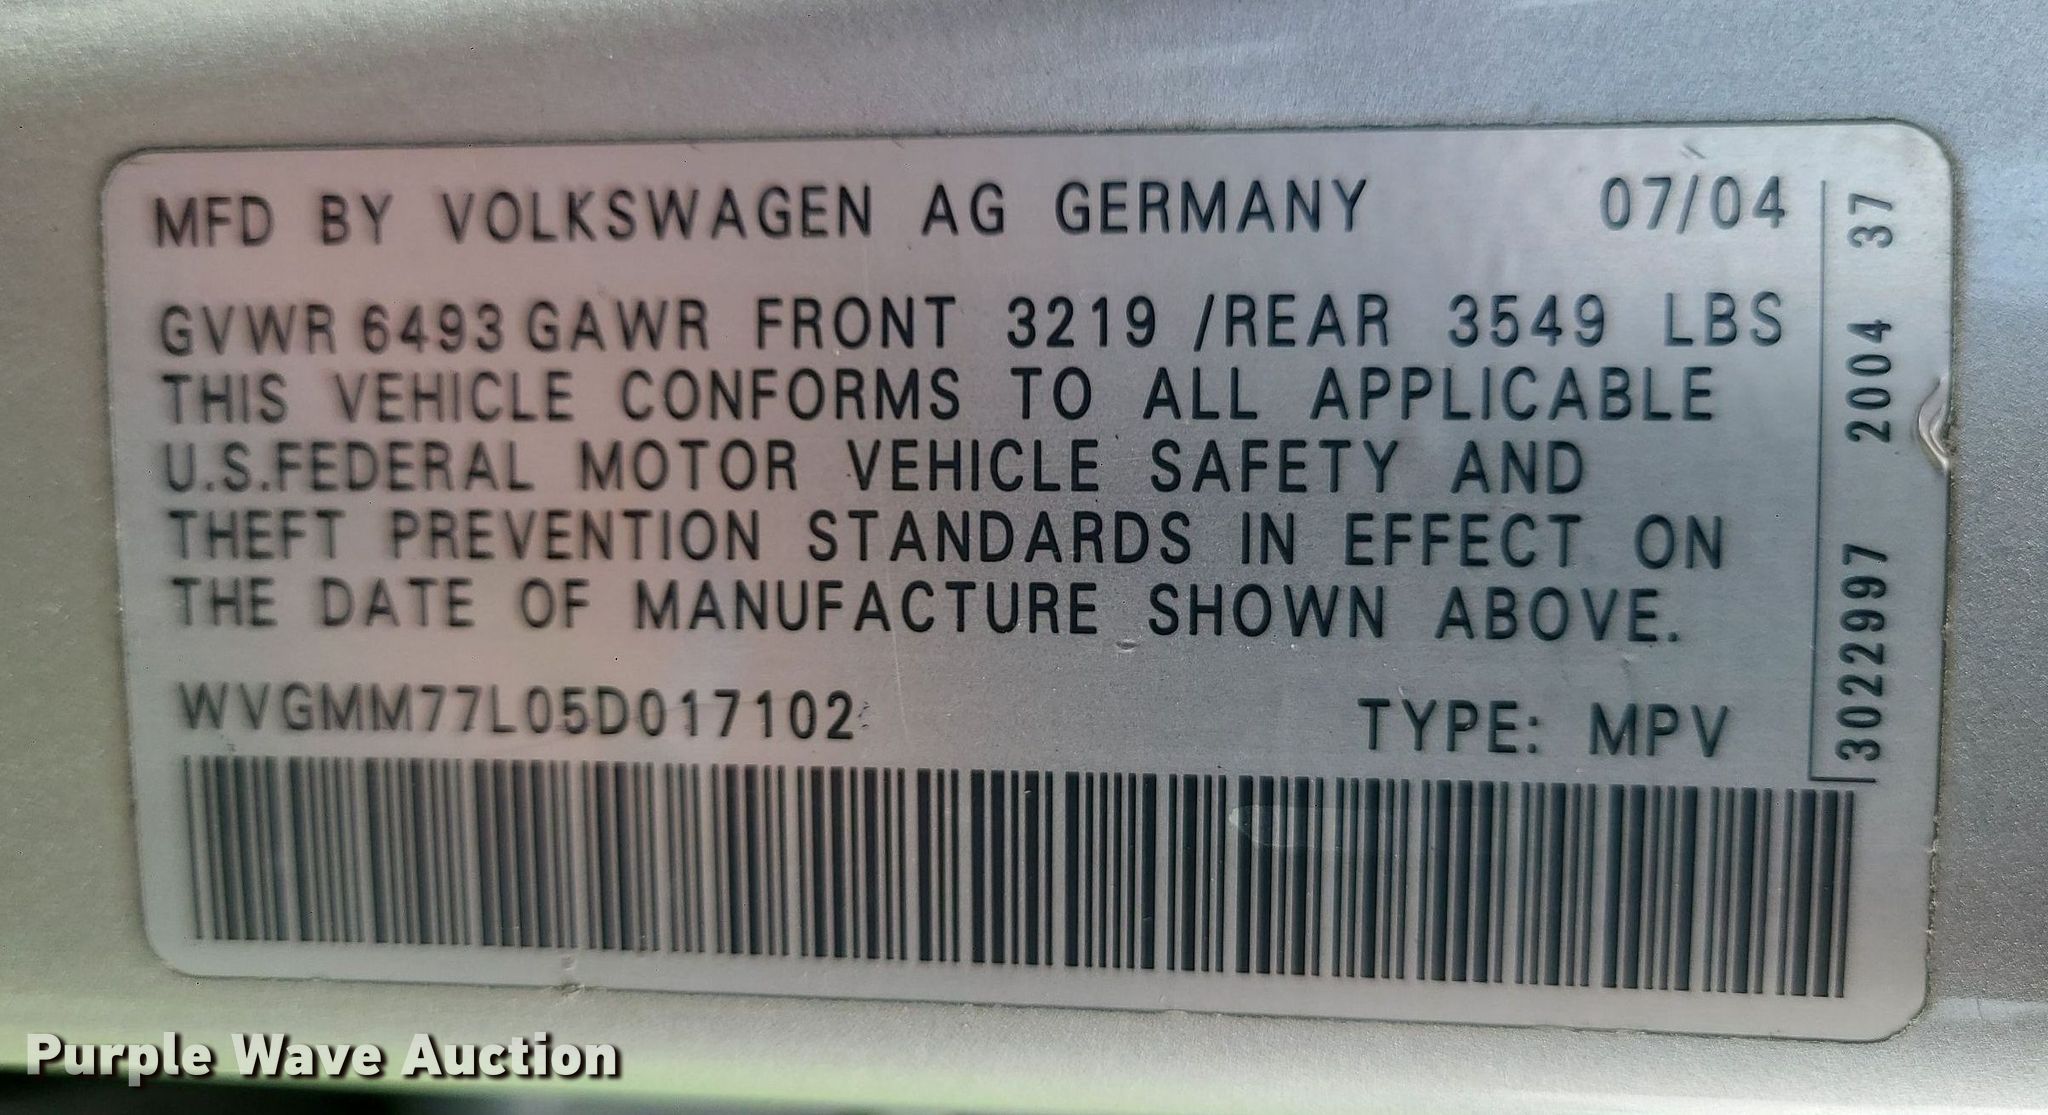 MFD BY VOLKSWAGEN AG GERMANY 07/04
GVWR 6493 GAWR FRONT 3219 /REAR 3549 LBS
THIS VEHICLE CONFORMS TO ALL APPLICABLE
U.S.FEDERAL MOTOR VEHICLE SAFETY AND
THEFT PREVENTION STANDARDS IN EFFECT ON
THE DATE OF MANUFACTURE SHOWN ABOVE.
WVGMM77L05D017102 TYPE: MPV
3022997 2004 37
Purple Wave Auction